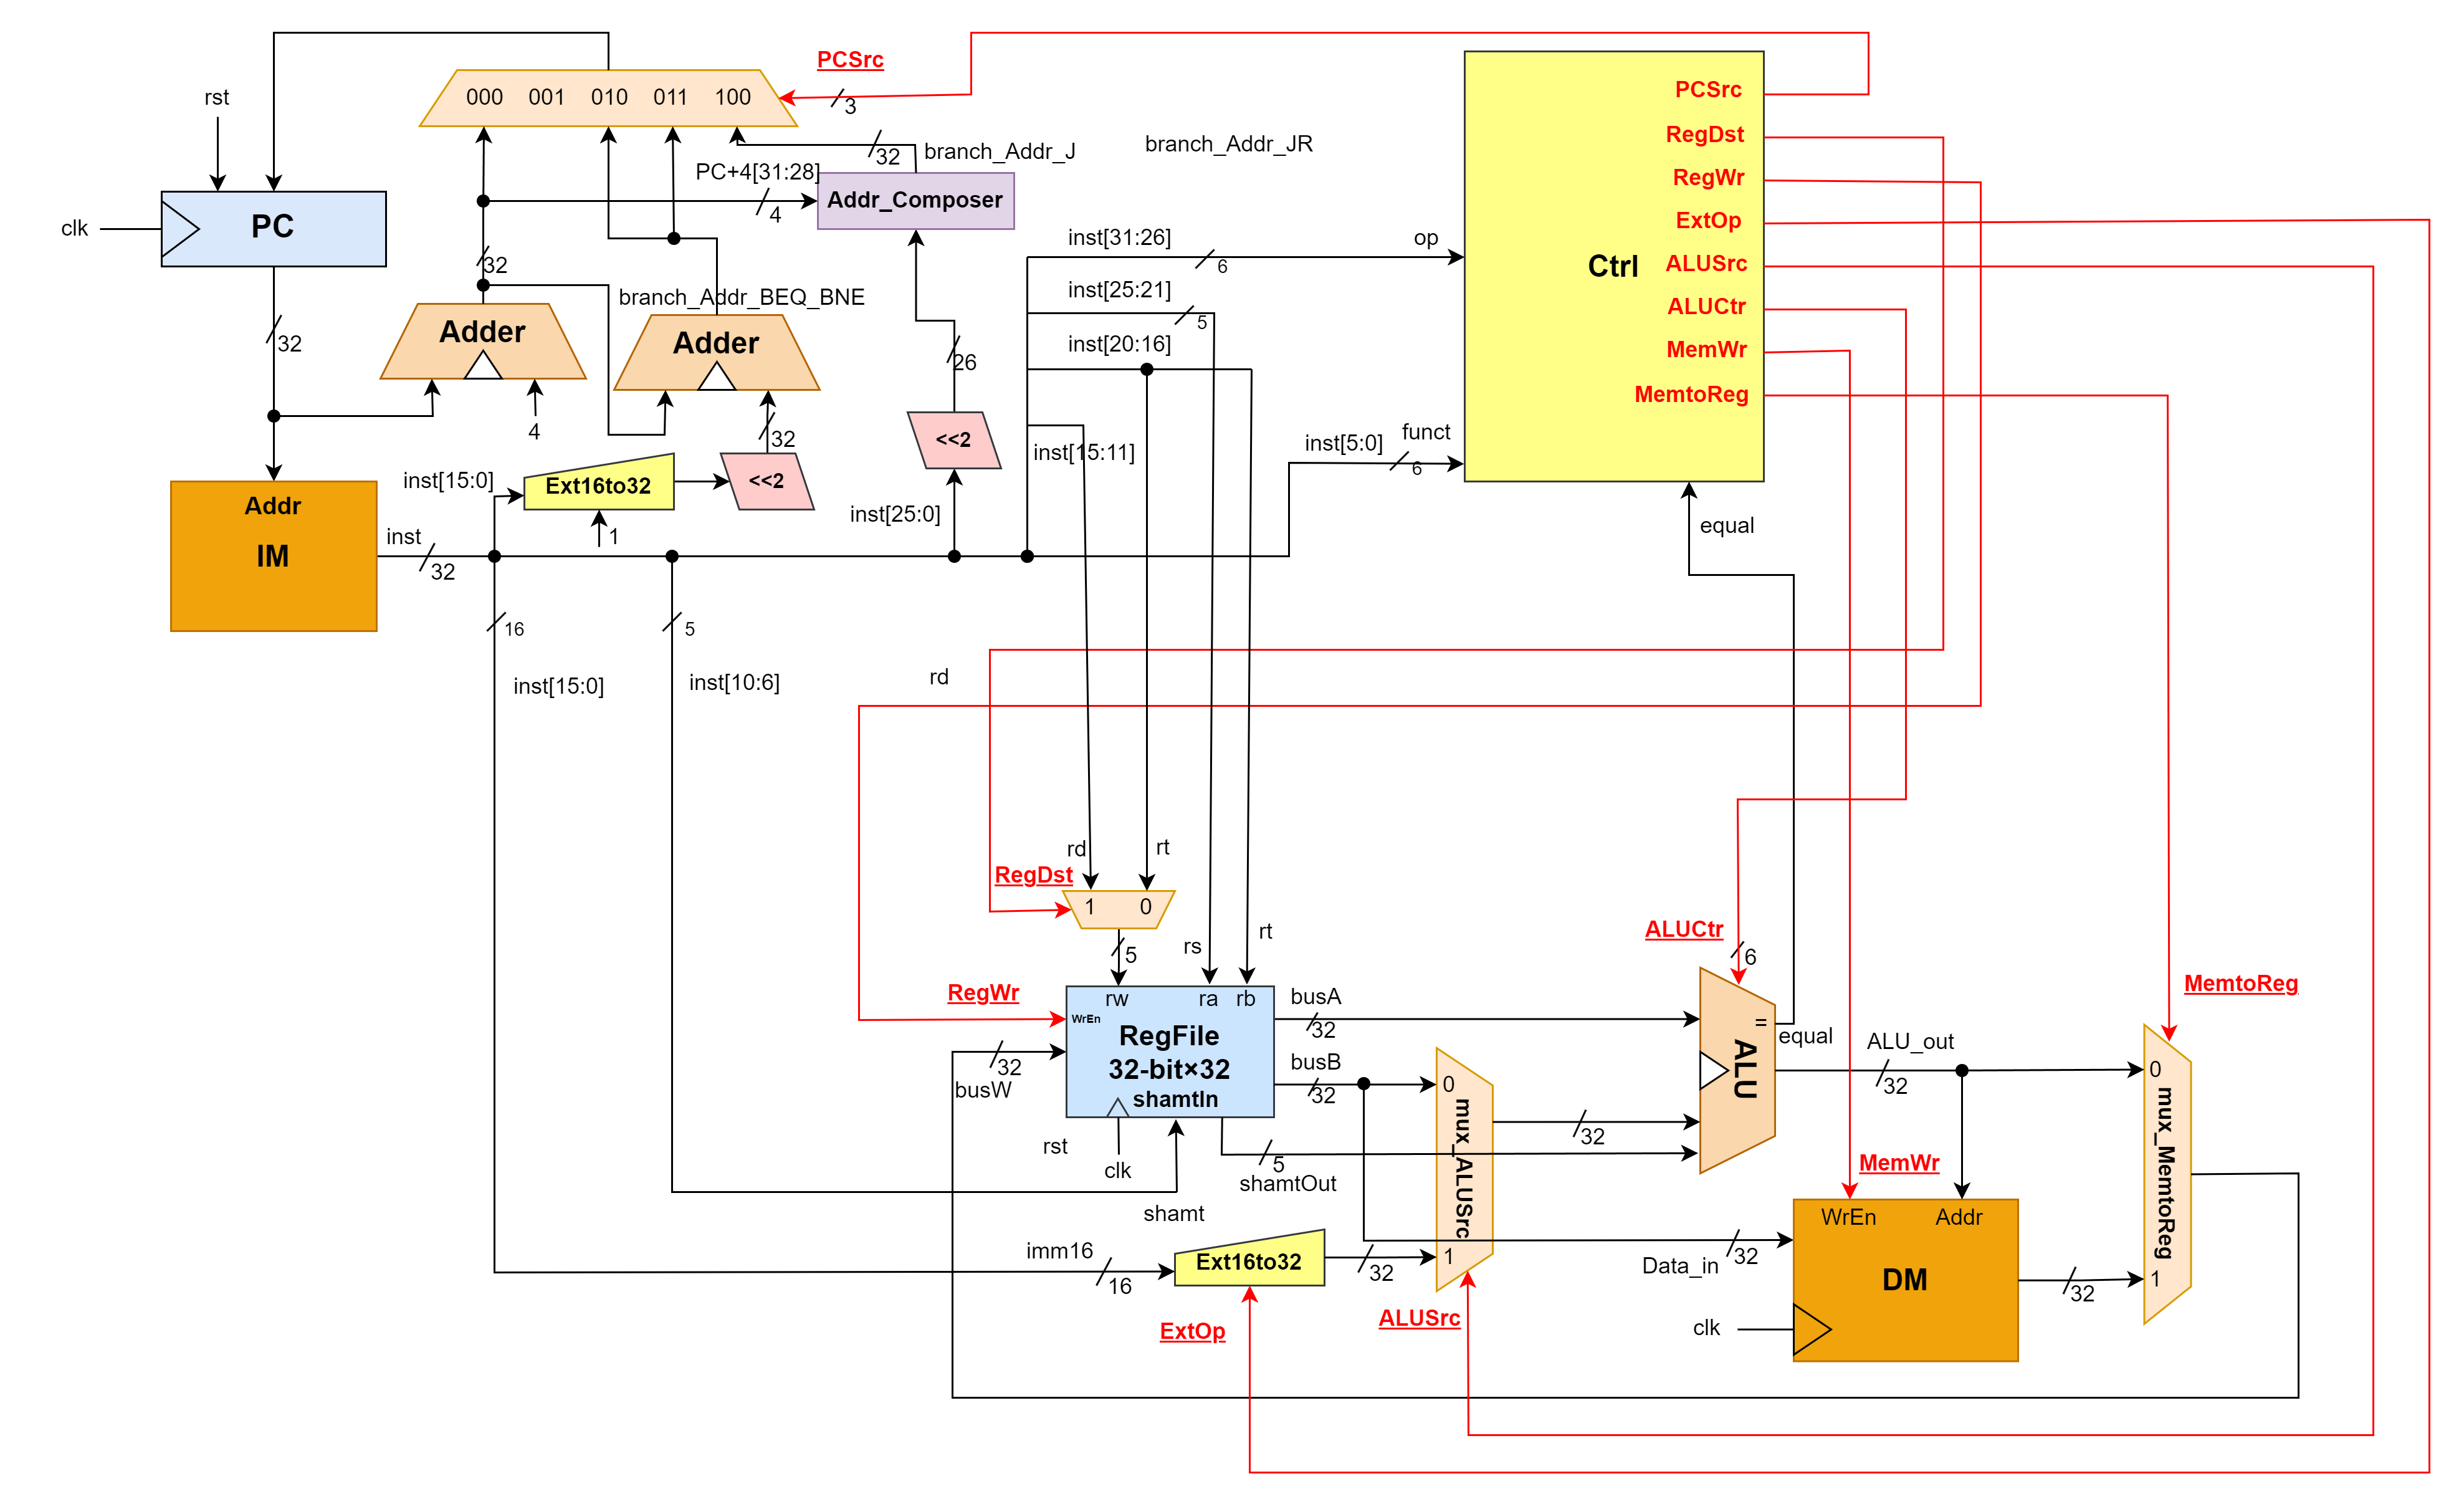 PCSrc
rst
000 001 010 011 100
3
PCSrc
RegDst
RegWr
ExtOp
ALUSrc
ALUCtr
MemWr
MemtoReg
Ctrl
32
branch_Addr_J
branch_Addr_JR
PC+4[31:28]
4
Addr_Composer
clk
PC
32
inst[31:26]
6
op
inst[25:21]
5
inst[20:16]
branch_Addr_BEQ_BNE
32
Adder
Adder
26
4
32
<<2
inst[15:11]
inst[5:0]
funct
6
inst[15:0]
Ext16to32
<<2
1
inst[25:0]
Addr
IM
inst
32
equal
16
5
inst[15:0]
inst[10:6]
rd
rd
rt
RegDst
1 0
5
rs
rt
ALUCtr
6
RegWr
rw ra rb
WrEn
RegFile
32-bit×32
shamtIn
busA
32
busB
32
32
busW
rst
clk
5
shamtOut
shamt
0
mux_ALUSrc
1
32
=
ALU
equal
ALU_out
32
MemtoReg
0
mux_MemtoReg
1
MemWr
WrEn Addr
DM
Data_in
32
32
clk
imm16
16
Ext16to32
32
ExtOp
ALUSrc